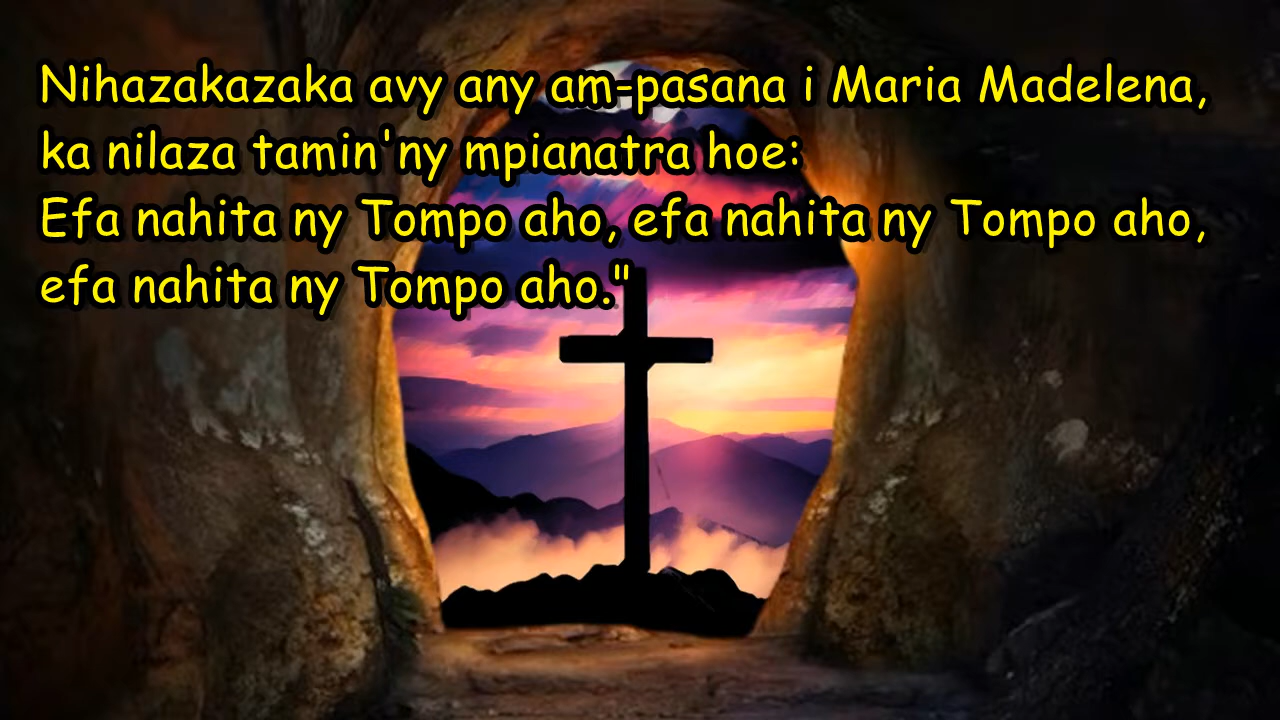 Nihazakazaka avy any am-pasana i Maria Madelena,
ka nilaza tamin'ny mpianatra hoe:
Efa nahita ny Tompo aho, efa nahita ny Tompo aho,
efa nahita ny Tompo aho."